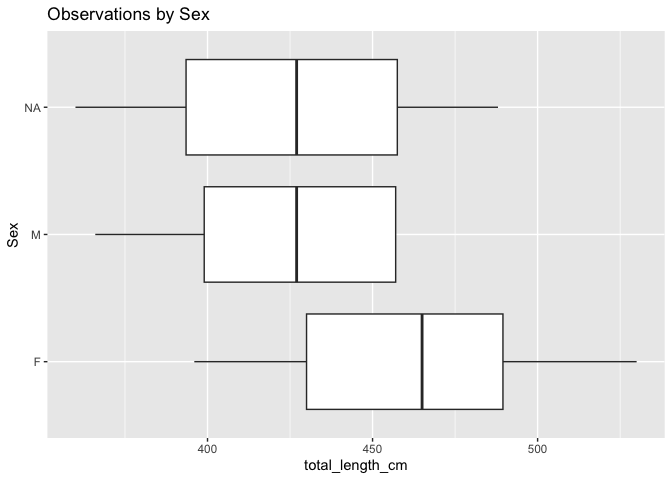 Observations by Sex
NA
M
F
Sex
400 450 500
total_length_cm